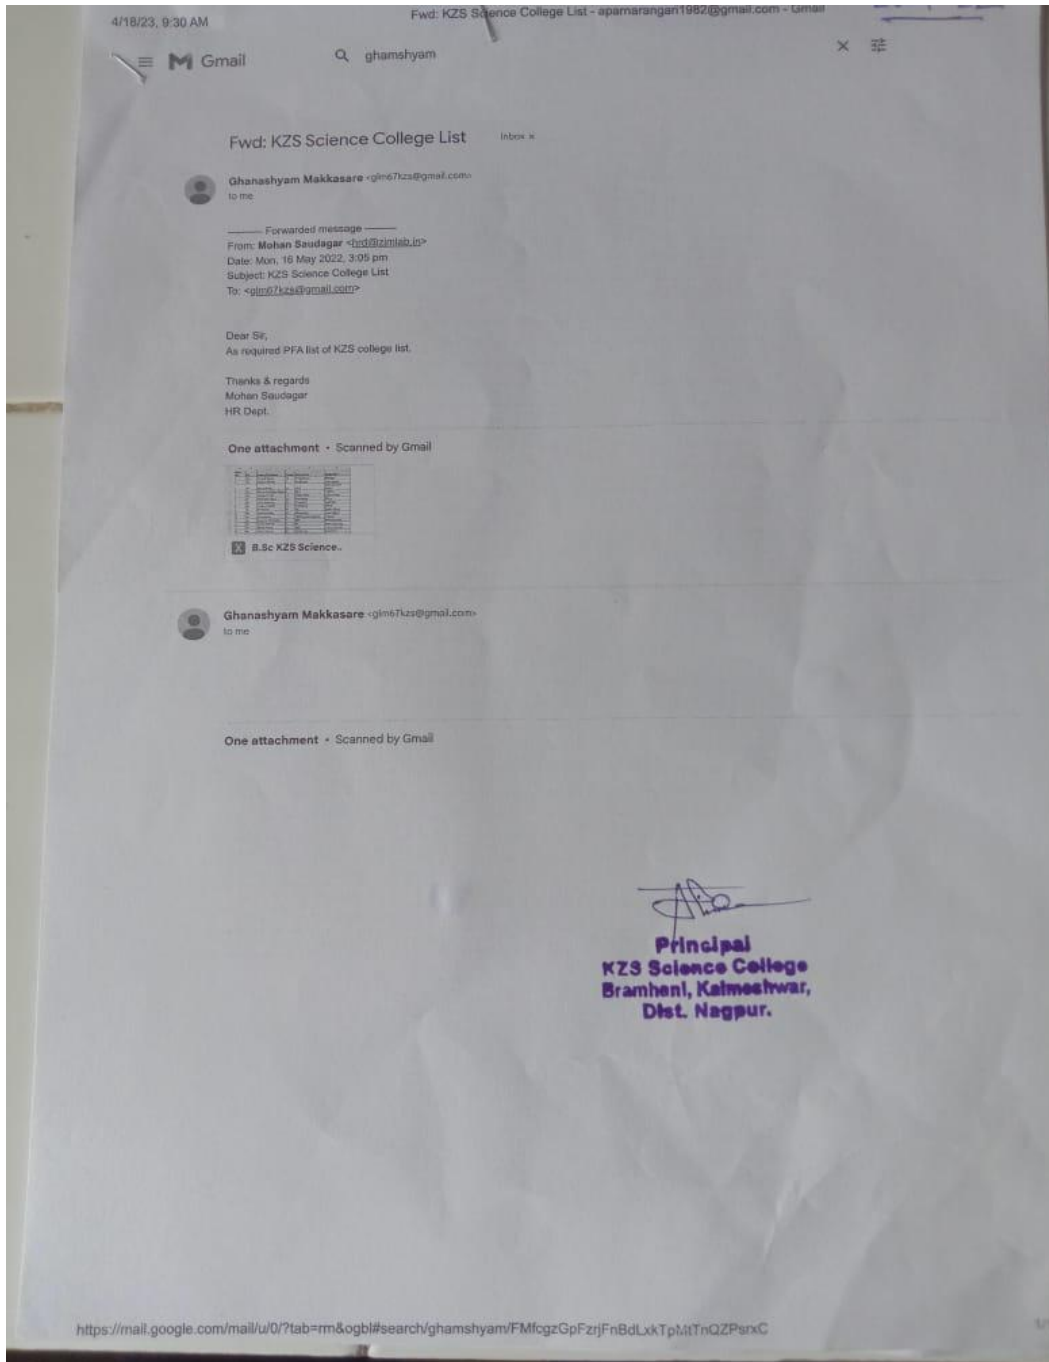 4/18/23, 9:30 AM
Fwd: KZS Science College List - aparnarangan1982@gmail.com - Gmail
Gmail
ghamshyam
Fwd: KZS Science College List
Inbox x
Ghanashyam Makkasare <glm67kzs@gmail.com>
to me
Forwarded message
From: Mohan Saudagar <hrd@zimlab.in>
Date: Mon, 16 May 2022, 3:05 pm
Subject: KZS Science College List
To: <glm67kzs@gmail.com>
Dear Sir,
As required PFA list of KZS college list.
Thanks & regards
Mohan Saudagar
HR Dept.
One attachment • Scanned by Gmail
X B.Sc KZS Science..
Ghanashyam Makkasare <glm67kzs@gmail.com>
to me
One attachment • Scanned by Gmail
Principal
KZS Science College
Bramheni, Kalmeshwar,
Dist. Nagpur.
https://mail.google.com/mail/u/0/?tab=rm&ogbl#search/ghamshyam/FMfcgzGpFzrjFnBdLxkTpMtTnQZPsrxC